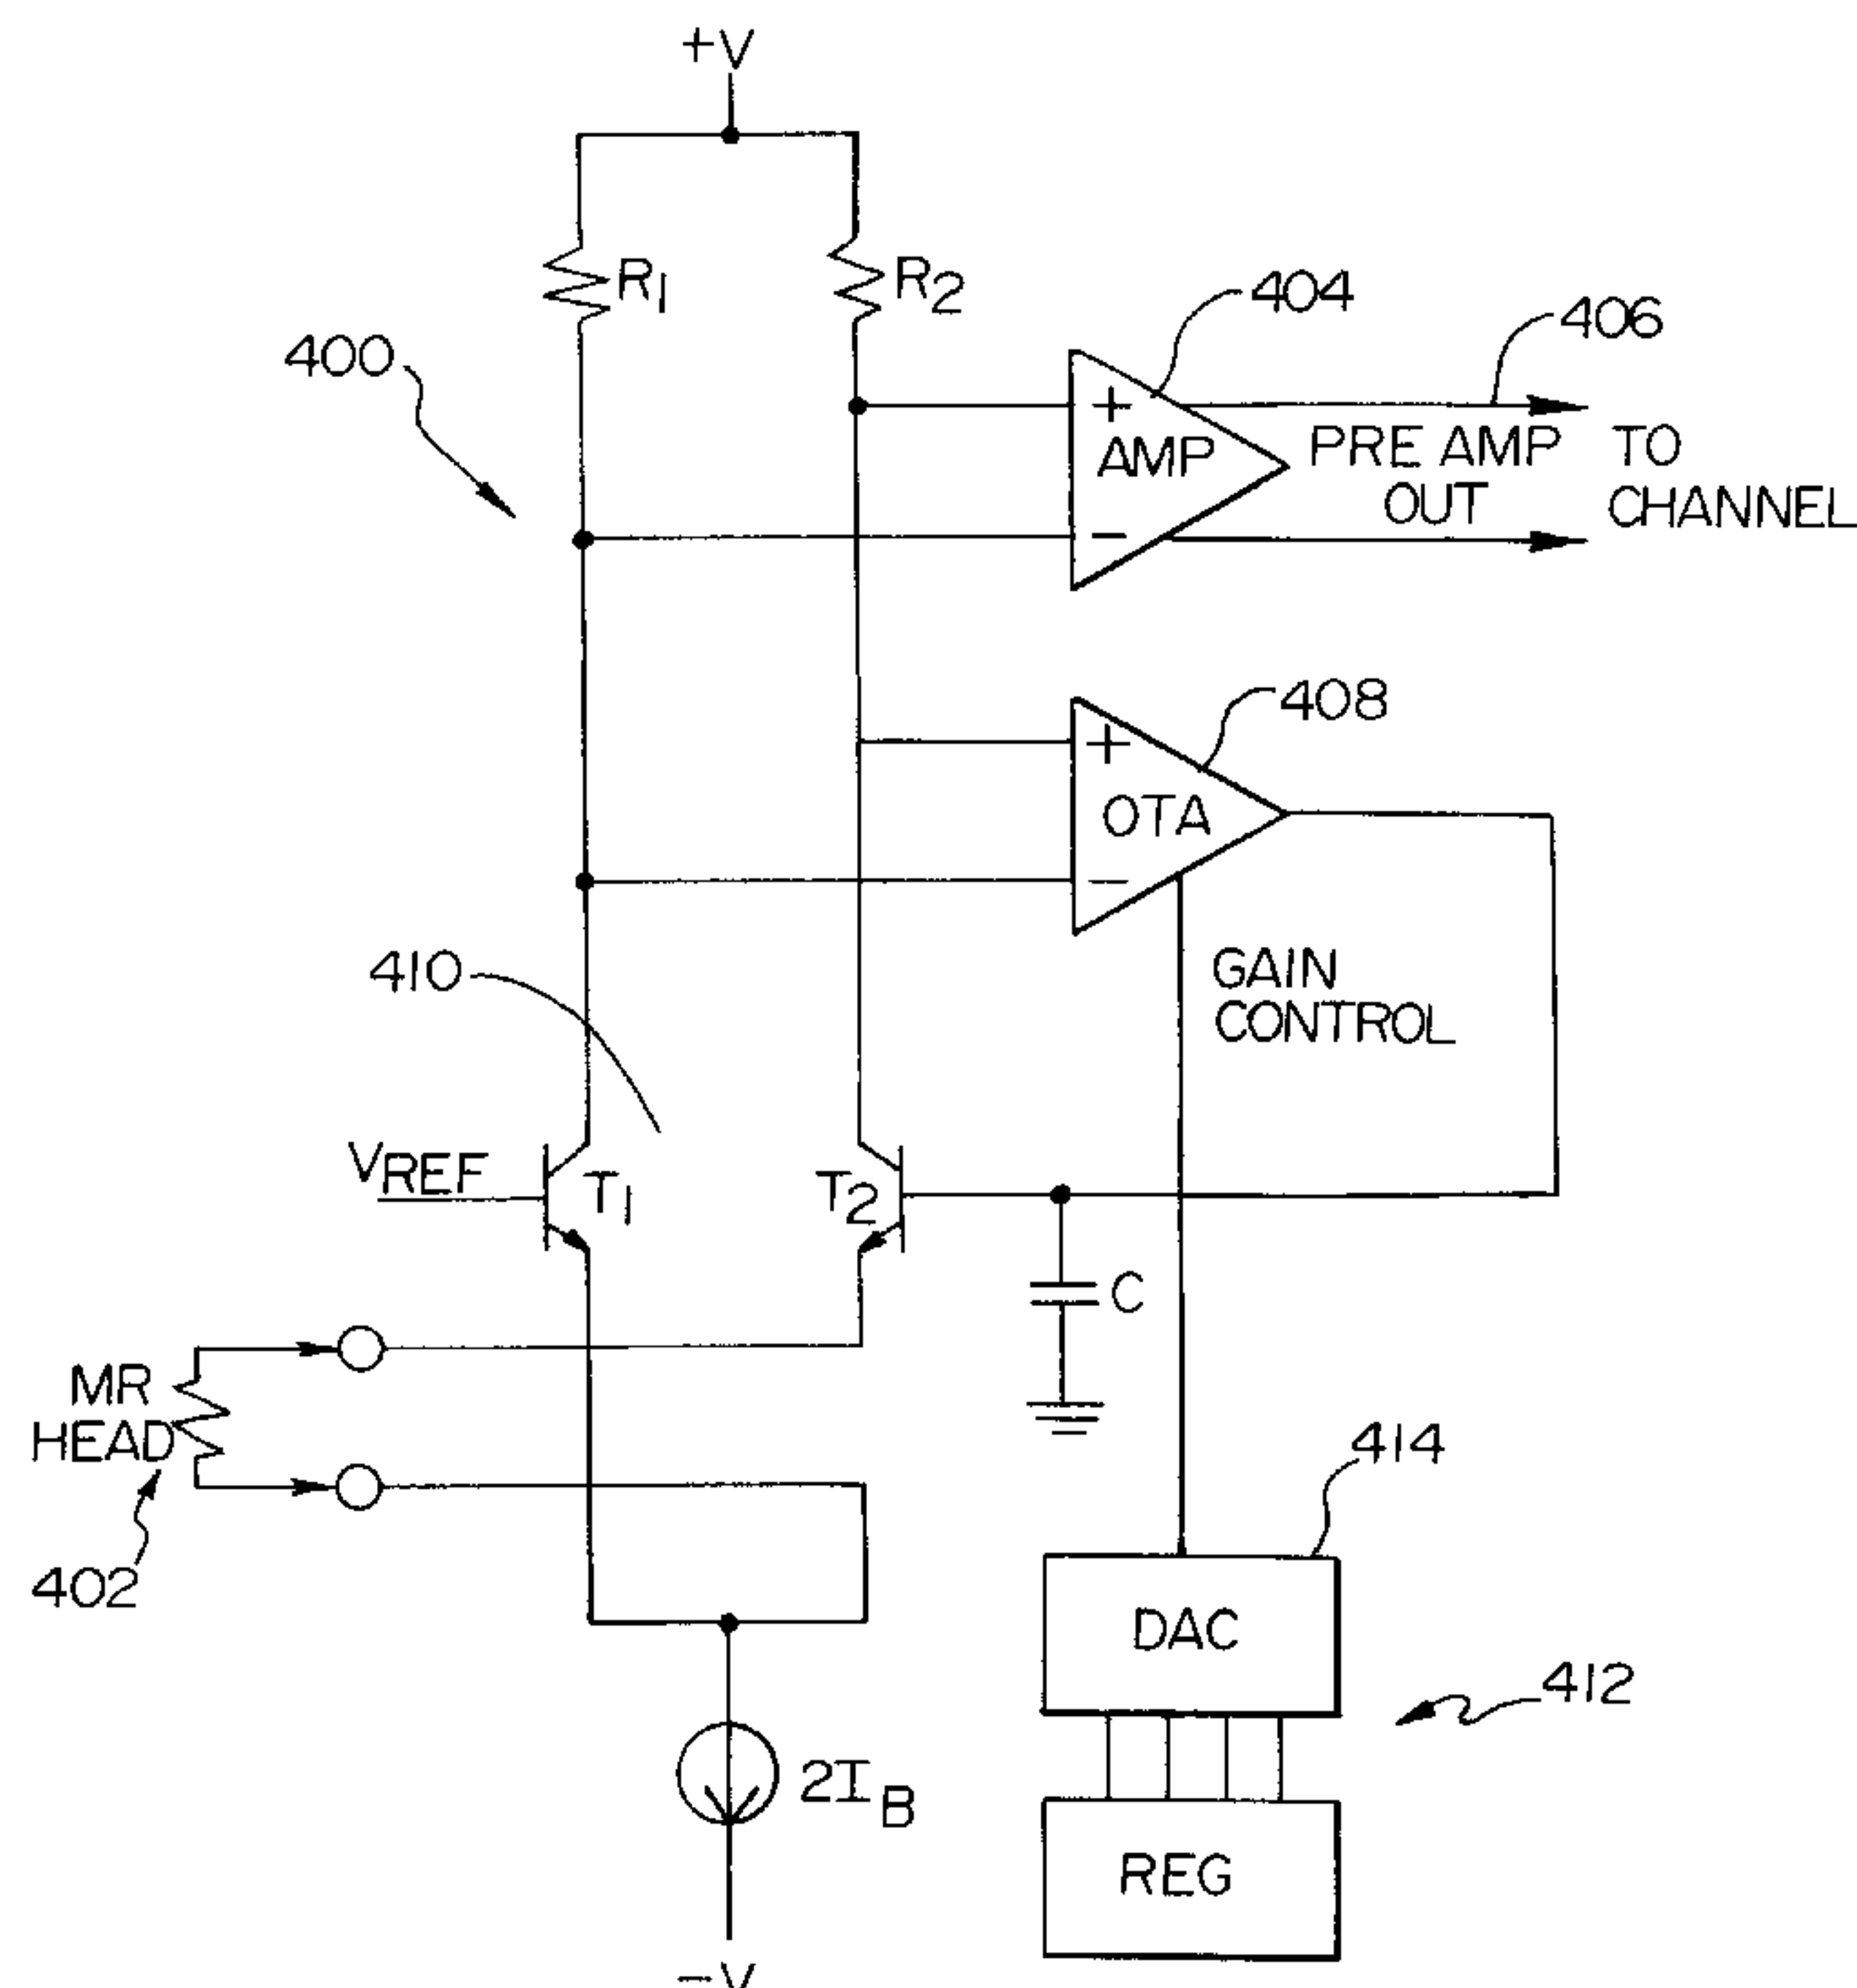 +V
R1
R2
404
406
400
+
AMP
−
PRE AMP
OUT
TO
CHANNEL
408
+
OTA
−
410
GAIN
CONTROL
VREF
T1
T2
C
MR
HEAD
402
414
DAC
412
2IB
REG
−V